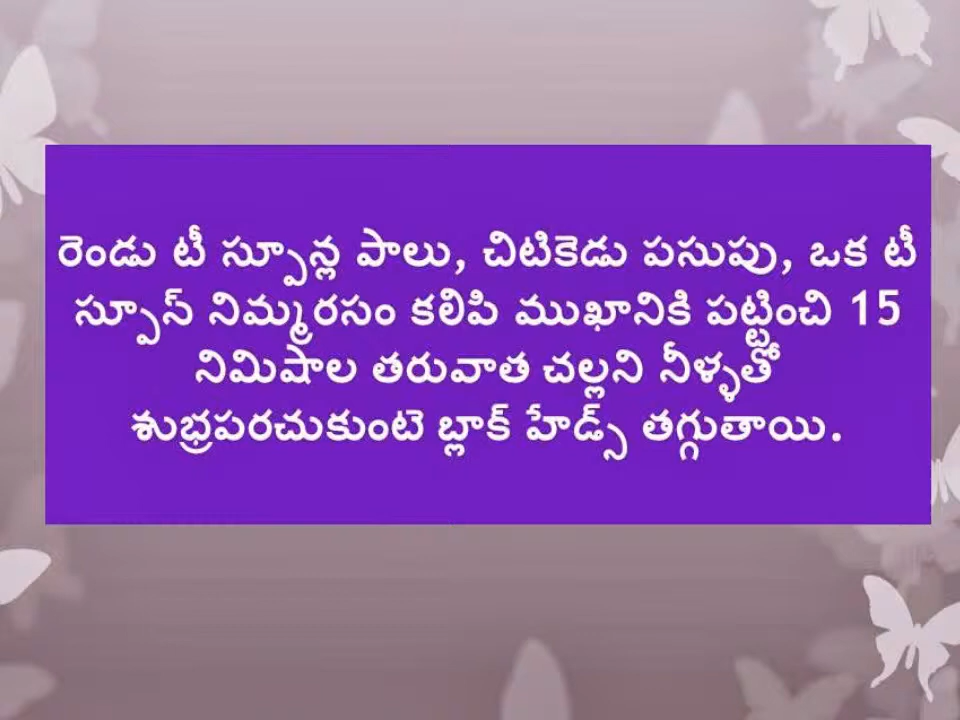 రెండు టీ స్పూన్ల పాలు, చిటికెడు పసుపు, ఒక టీ
స్పూన్ నిమ్మరసం కలిపి ముఖానికి పట్టించి 15
నిమిషాల తరువాత చల్లని నీళ్ళతో
శుభ్రపరచుకుంటె బ్లాక్ హేడ్స్ తగ్గుతాయి.